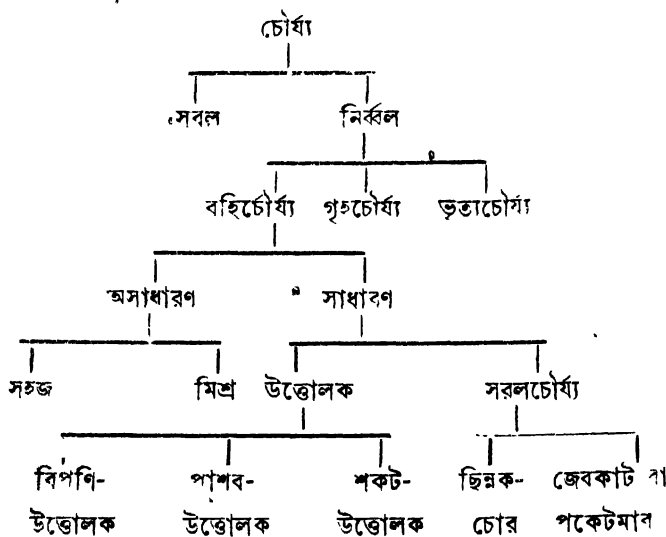 চৌর্য্য
সবল নির্ব্বল
বহির্চৌর্য্য গৃহচৌর্য্য ভৃত্যচৌর্য্য
অসাধারণ সাধারণ
সহজ মিশ্র উত্তোলক সরলচৌর্য্য
বিপণি- পাশব- শকট- ছিন্নক- জেবকাট বা
উত্তোলক উত্তোলক উত্তোলক চোর পকেটমার